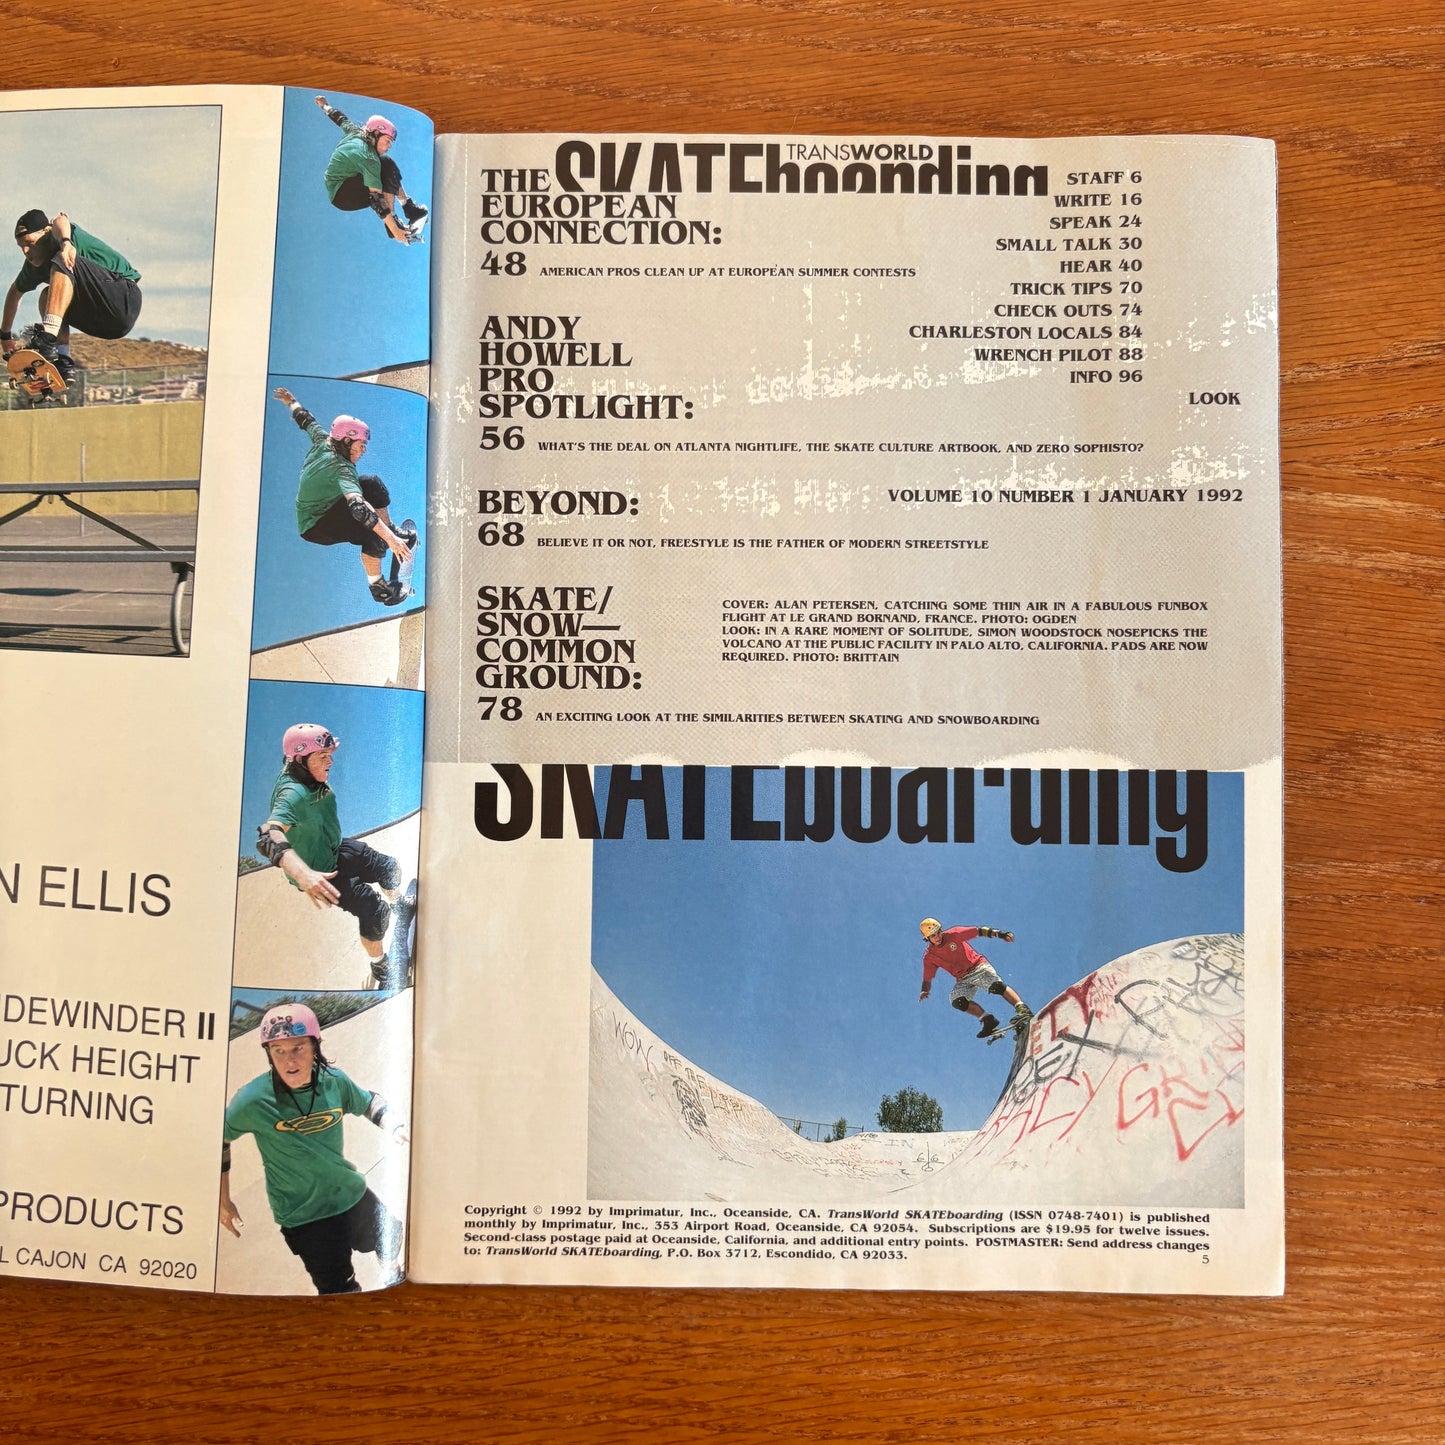 N ELLIS
DEWINDER II
UCK HEIGHT
TURNING
PRODUCTS
L CAJON CA 92020
TRANSWORLD
SKATEboarding
THE
EUROPEAN
CONNECTION:
48 AMERICAN PROS CLEAN UP AT EUROPEAN SUMMER CONTESTS
ANDY
HOWELL
PRO
SPOTLIGHT:
56 WHAT'S THE DEAL ON ATLANTA NIGHTLIFE, THE SKATE CULTURE ARTBOOK, AND ZERO SOPHISTO?
BEYOND:
68 BELIEVE IT OR NOT, FREESTYLE IS THE FATHER OF MODERN STREETSTYLE
SKATE/
SNOW—
COMMON
GROUND:
78 AN EXCITING LOOK AT THE SIMILARITIES BETWEEN SKATING AND SNOWBOARDING
STAFF 6
WRITE 16
SPEAK 24
SMALL TALK 30
HEAR 40
TRICK TIPS 70
CHECK OUTS 74
CHARLESTON LOCALS 84
WRENCH PILOT 88
INFO 96
LOOK
VOLUME 10 NUMBER 1 JANUARY 1992
COVER: ALAN PETERSEN, CATCHING SOME THIN AIR IN A FABULOUS FUNBOX
FLIGHT AT LE GRAND BORNAND, FRANCE. PHOTO: OGDEN
LOOK: IN A RARE MOMENT OF SOLITUDE, SIMON WOODSTOCK NOSEPICKS THE
VOLCANO AT THE PUBLIC FACILITY IN PALO ALTO, CALIFORNIA. PADS ARE NOW
REQUIRED. PHOTO: BRITTAIN
SKATEboarding
WOW
Copyright © 1992 by Imprimatur, Inc., Oceanside, CA. TransWorld SKATEboarding (ISSN 0748-7401) is published
monthly by Imprimatur, Inc., 353 Airport Road, Oceanside, CA 92054. Subscriptions are $19.95 for twelve issues.
Second-class postage paid at Oceanside, California, and additional entry points. POSTMASTER: Send address changes
to: TransWorld SKATEboarding, P.O. Box 3712, Escondido, CA 92033.
5